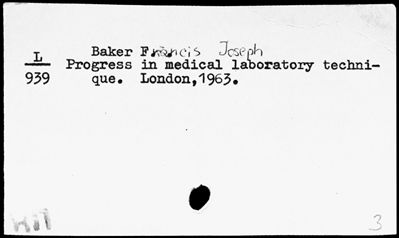 Baker Francis Joseph
L
939
Progress in medical laboratory techni-
que. London,1963.
3